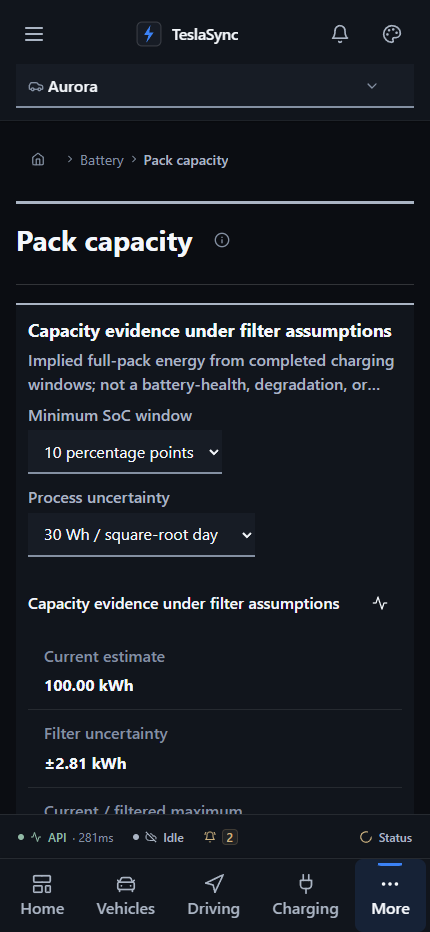 TeslaSync
Aurora
Battery
Pack capacity
Pack capacity
Capacity evidence under filter assumptions
Implied full-pack energy from completed charging
windows; not a battery-health, degradation, or...
Minimum SoC window
10 percentage points
Process uncertainty
30 Wh / square-root day
Capacity evidence under filter assumptions
Current estimate
100.00 kWh
Filter uncertainty
±2.81 kWh
Current / filtered maximum
API · 281ms
Idle
2
Status
Home
Vehicles
Driving
Charging
More